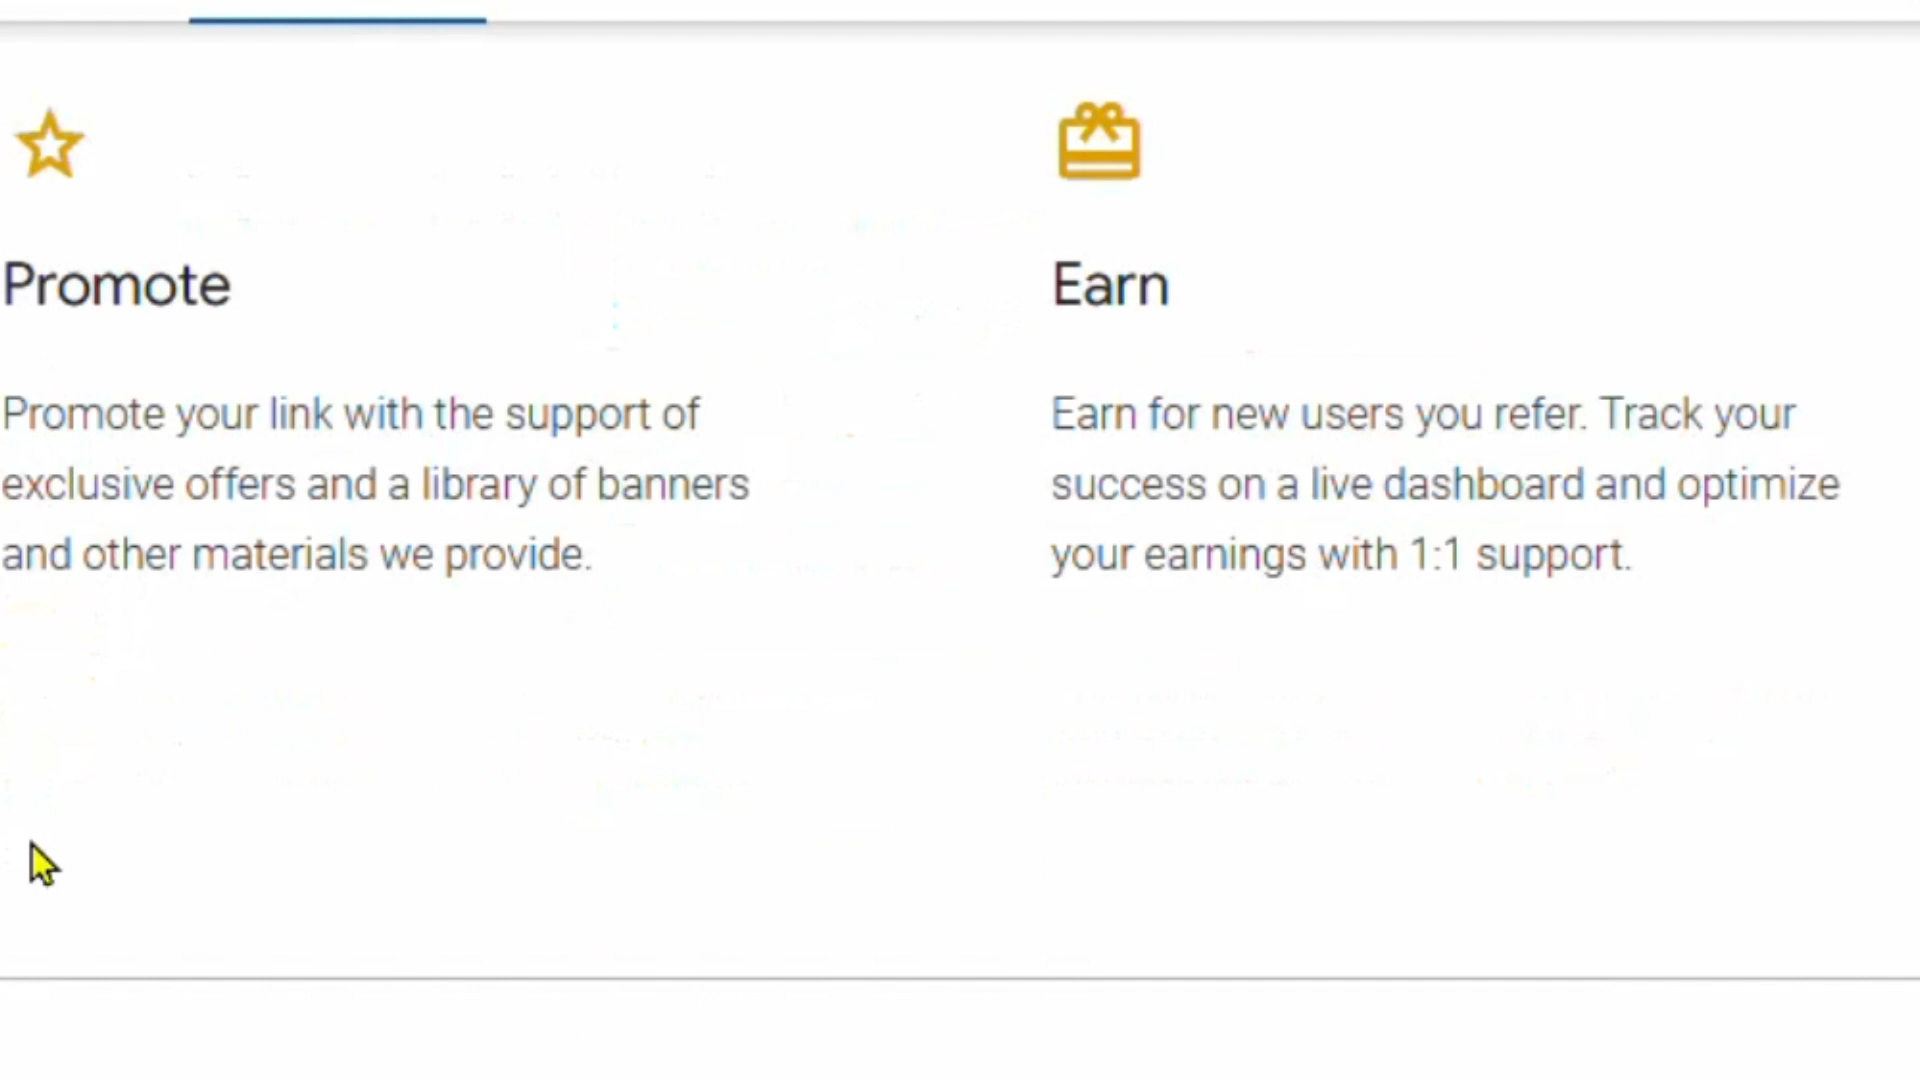 Promote
Promote your link with the support of
exclusive offers and a library of banners
and other materials we provide.
Earn
Earn for new users you refer. Track your
success on a live dashboard and optimize
your earnings with 1:1 support.